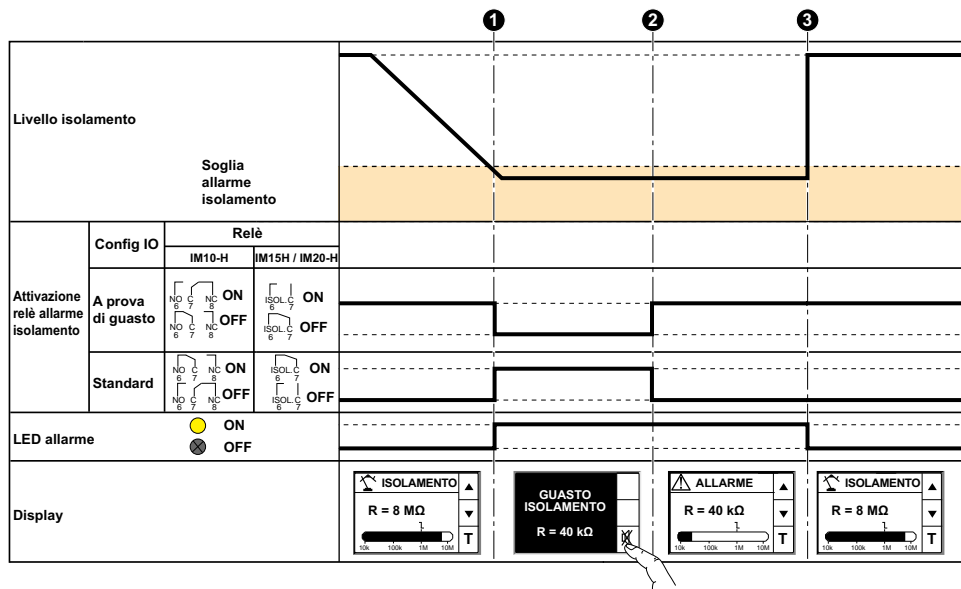 1 2 3
Livello isolamento
Soglia
allarme
isolamento
Attivazione
relè allarme
isolamento
Config IO
Relè
IM10-H
IM15H / IM20-H
A prova
di guasto
NO C NC ON
6 7 8
NO C NC OFF
6 7 8
ISOL. C ON
6 7
ISOL. C OFF
6 7
Standard
NO C NC ON
6 7 8
NO C NC OFF
6 7 8
ISOL. C ON
6 7
ISOL. C OFF
6 7
LED allarme
ON
OFF
Display
ISOLAMENTO
R = 8 MΩ
10k 100k 1M 10M
T
GUASTO
ISOLAMENTO
R = 40 kΩ
ALLARME
R = 40 kΩ
10k 100k 1M 10M
T
ISOLAMENTO
R = 8 MΩ
10k 100k 1M 10M
T